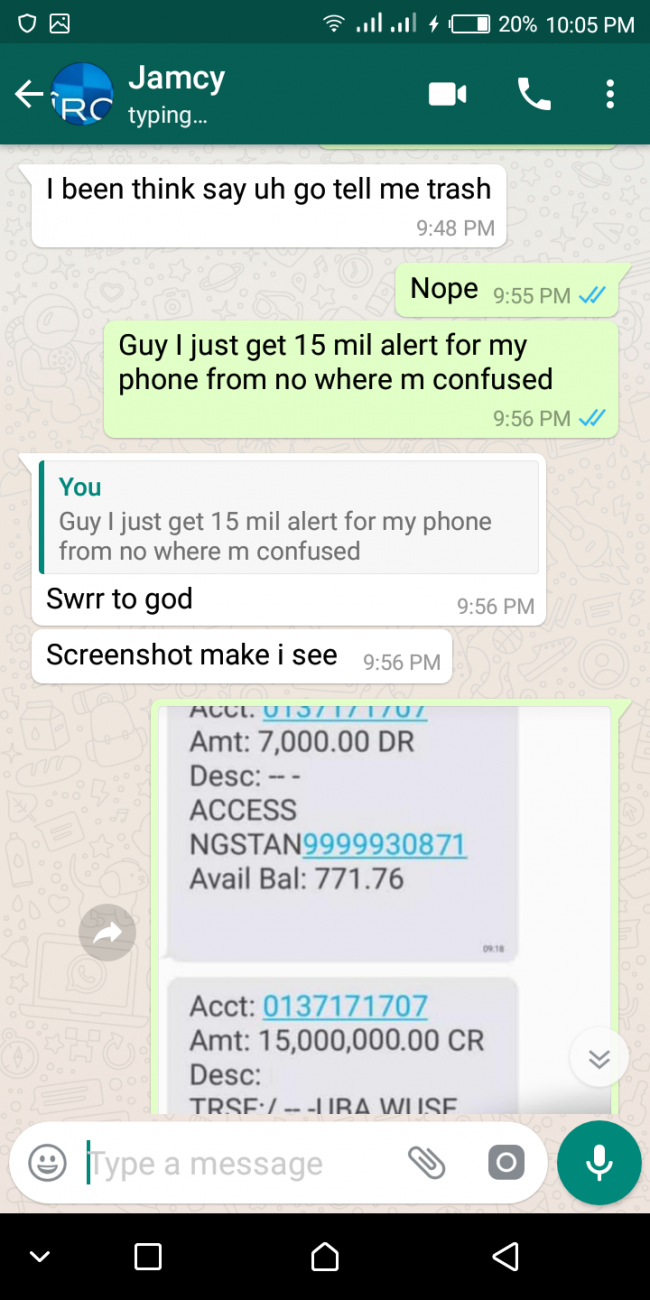 20% 10:05 PM
Jamcy
typing...
I been think say uh go tell me trash
9:48 PM
Nope 9:55 PM
Guy I just get 15 mil alert for my
phone from no where m confused
9:56 PM
You
Guy I just get 15 mil alert for my phone
from no where m confused
Swrr to god 9:56 PM
Screenshot make i see 9:56 PM
Acct: 0137171707
Amt: 7,000.00 DR
Desc: -- -
ACCESS
NGSTAN9999930871
Avail Bal: 771.76
09:18
Acct: 0137171707
Amt: 15,000,000.00 CR
Desc:
TRSF:/ -- -UBA WUSE
Type a message